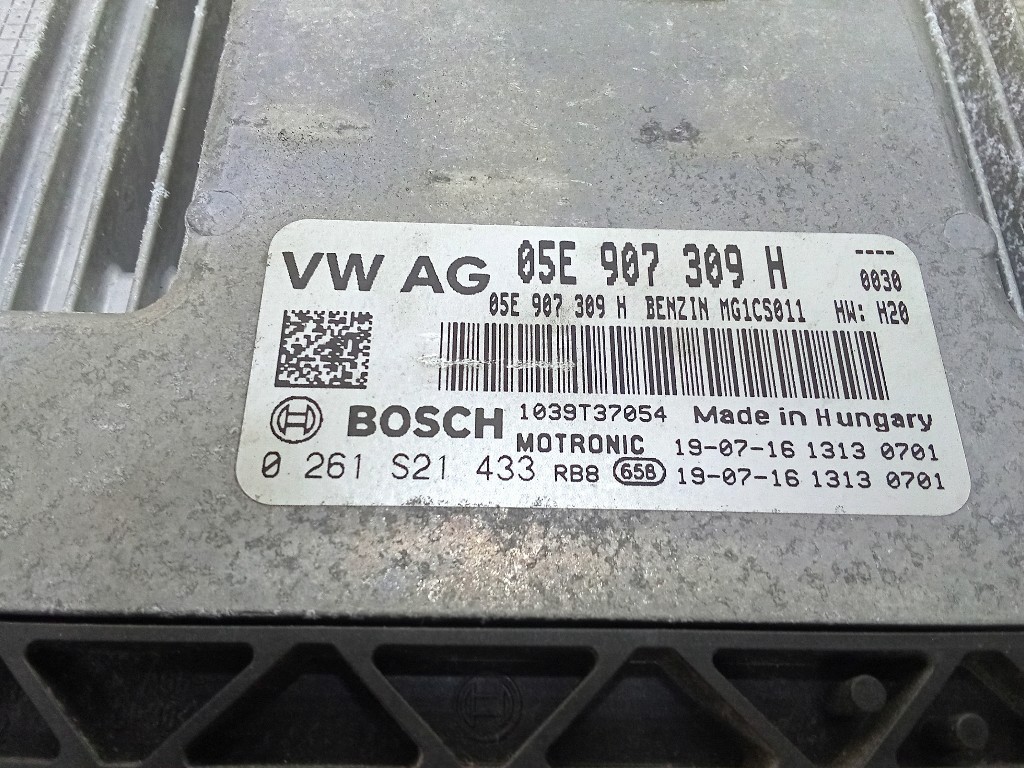 VW AG 05E 907 309 H ----
0030
05E 907 309 H BENZIN MG1CS011 HW: H20
BOSCH 1039T37054 Made in Hungary
MOTRONIC 19-07-16 1313 0701
0 261 S21 433 RB8 658 19-07-16 1313 0701